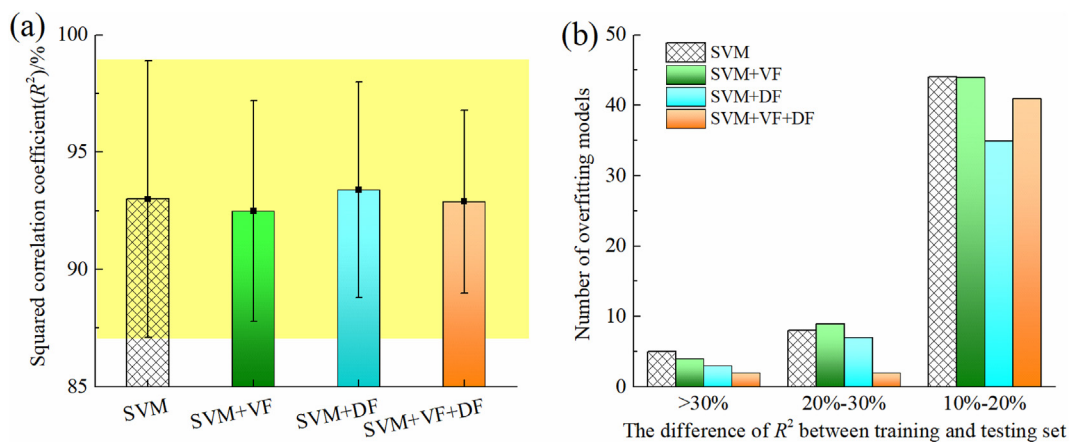 (a)
Squared correlation coefficient(R²)/%
100
95
90
85
SVM
SVM+VF
SVM+DF
SVM+VF+DF
(b)
Number of overfitting models
50
40
30
20
10
0
SVM
SVM+VF
SVM+DF
SVM+VF+DF
>30%
20%-30%
10%-20%
The difference of R² between training and testing set